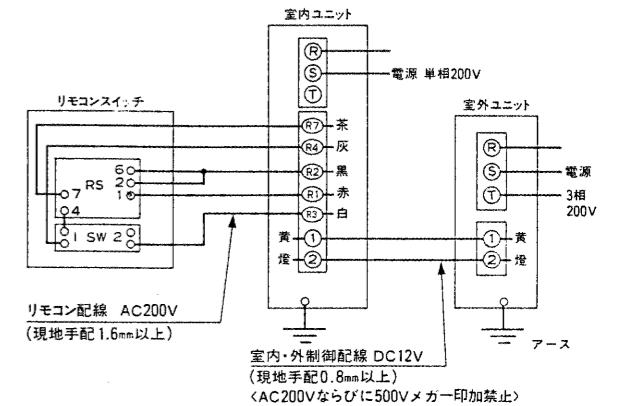 室内ユニット
R
S
電源 単相200V
T
リモコンスイッチ
室外ユニット
R7 茶
R4 灰
R
6
R2 黒
S
電源
RS
2
7
1
R1 赤
T
3相
200V
4
R3 白
1 SW 2
黄 1
1 黄
燈 2
2 燈
リモコン配線 AC200V
(現地手配1.6mm以上)
アース
室内・外制御配線 DC12V
(現地手配0.8mm以上)
〈AC200Vならびに500Vメガー印加禁止〉